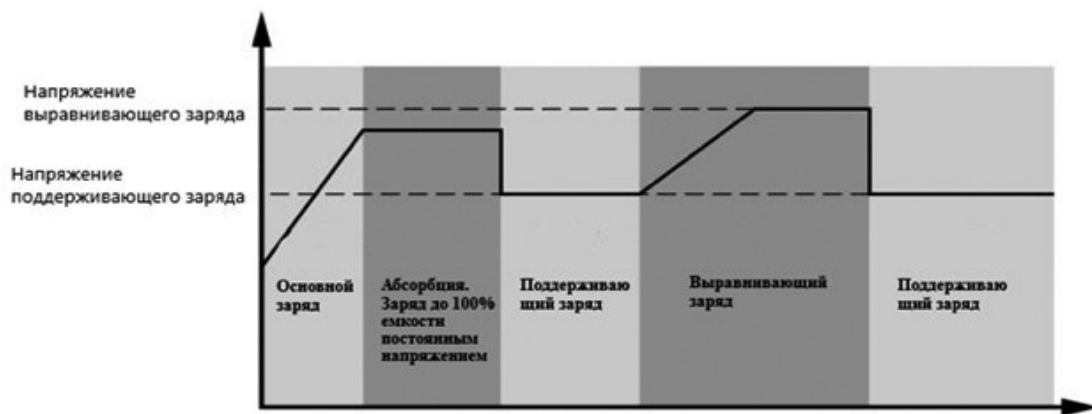 Напряжение
выравнивающего заряда
Напряжение
поддерживающего заряда
Основной
заряд
Абсорбция.
Заряд до 100%
емкости
постоянным
напряжением
Поддерживаю
щий заряд
Выравнивающий
заряд
Поддерживаю
щий заряд